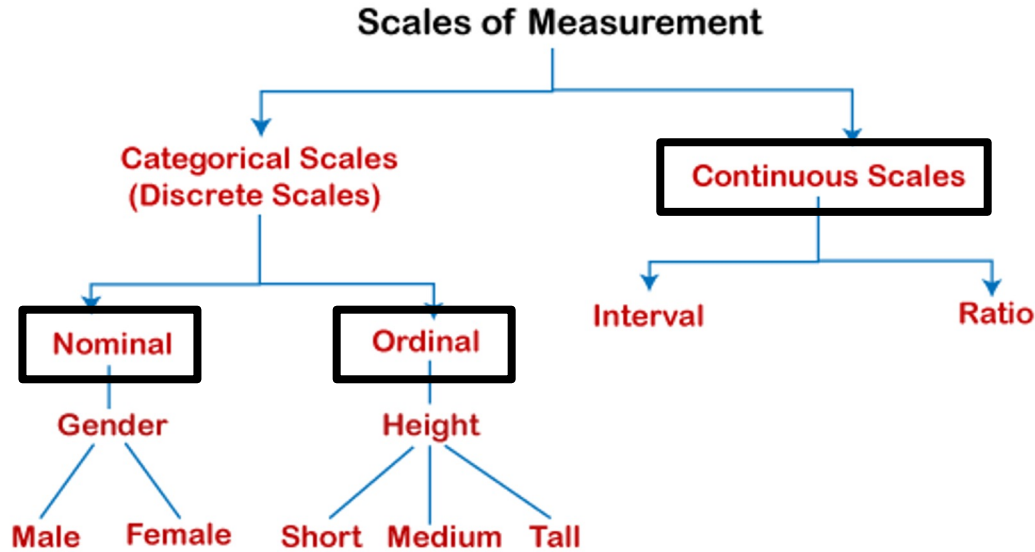 Scales of Measurement
Categorical Scales
(Discrete Scales)
Continuous Scales
Interval
Ratio
Nominal
Ordinal
Gender
Height
Male
Female
Short
Medium
Tall